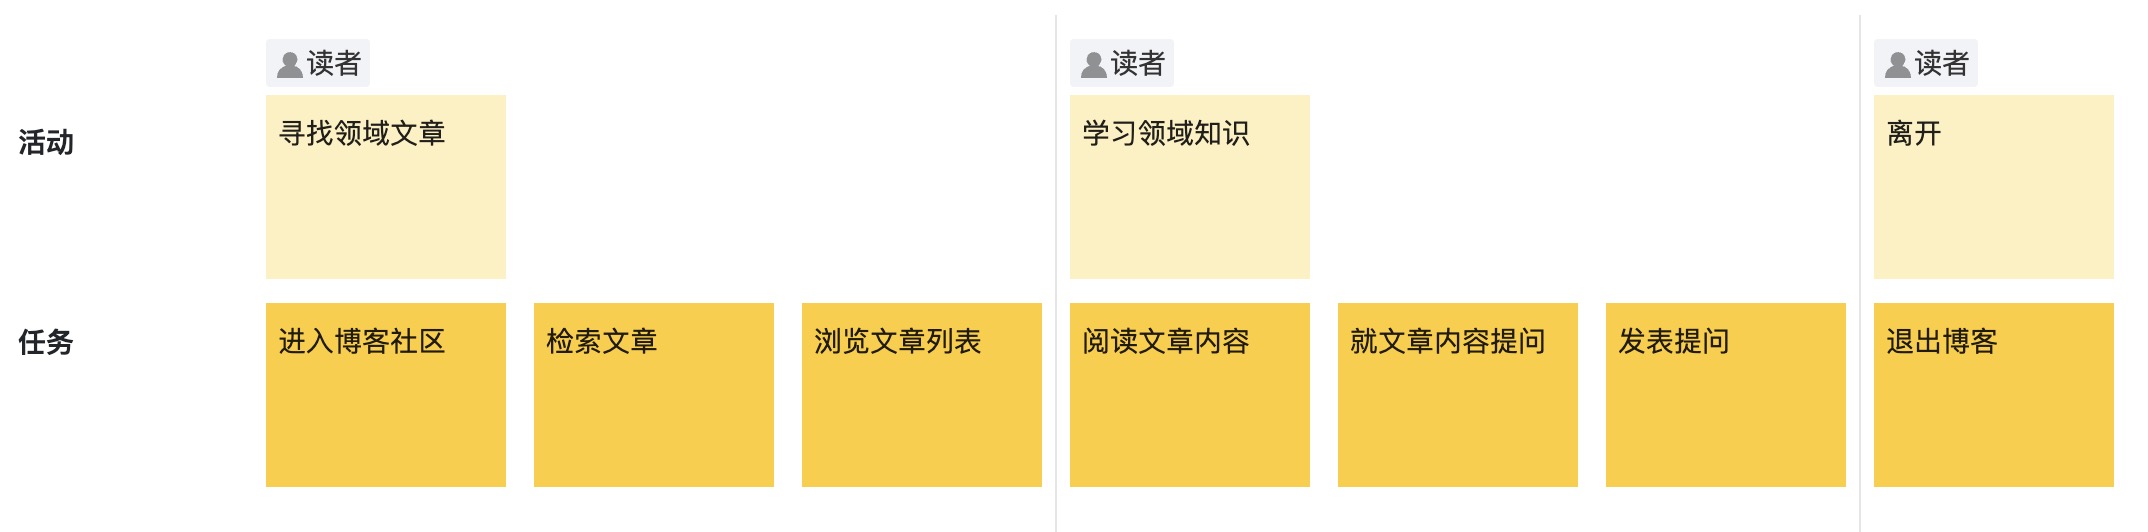 读者
读者
读者
活动
寻找领域文章
学习领域知识
离开
任务
进入博客社区
检索文章
浏览文章列表
阅读文章内容
就文章内容提问
发表提问
退出博客